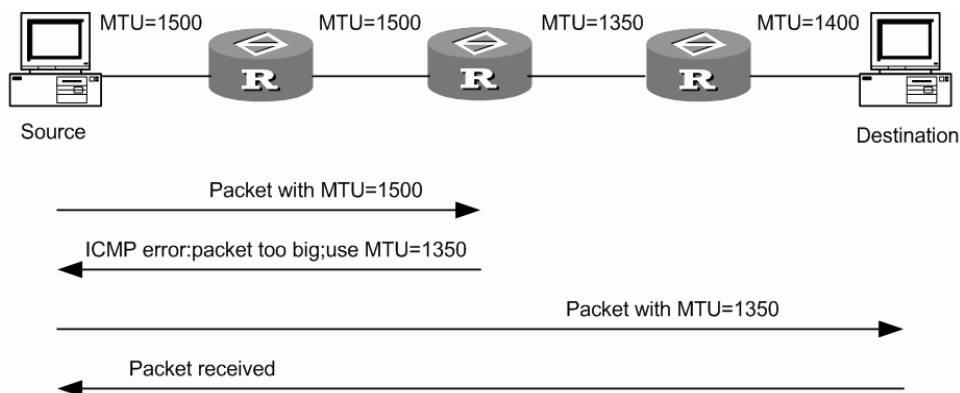 MTU=1500 MTU=1500 MTU=1350 MTU=1400
R R R
Source Destination
Packet with MTU=1500
ICMP error:packet too big;use MTU=1350
Packet with MTU=1350
Packet received